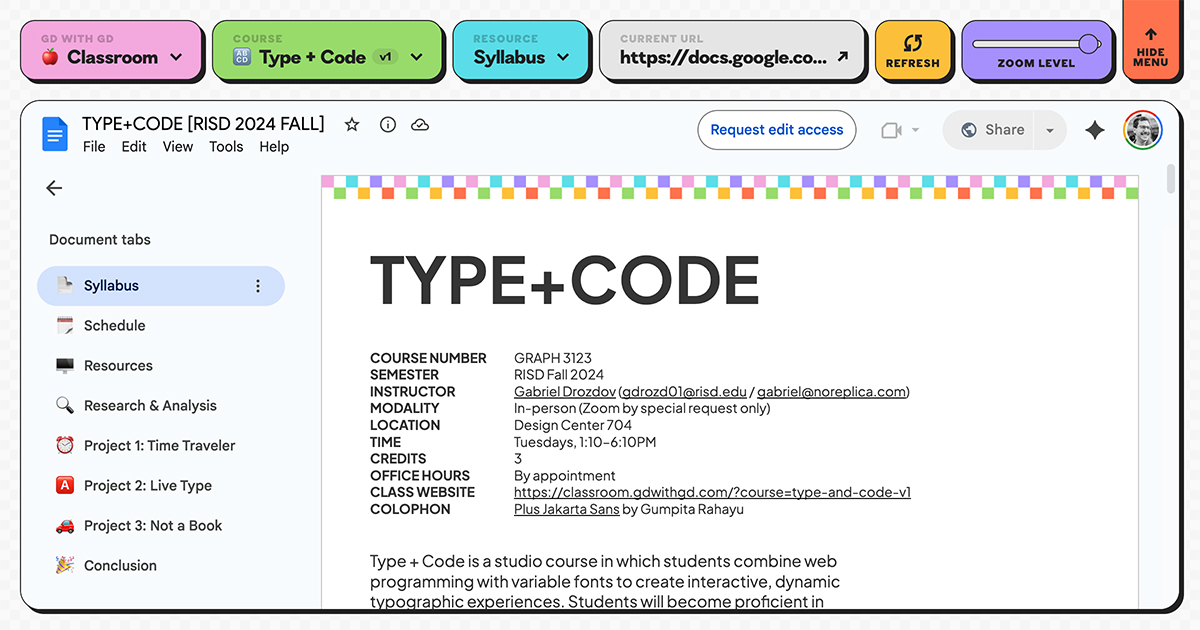 GD WITH GD
Classroom
COURSE
Type + Code v1
RESOURCE
Syllabus
CURRENT URL
https://docs.google.co...
REFRESH
ZOOM LEVEL
HIDE
MENU
TYPE+CODE [RISD 2024 FALL]
File Edit View Tools Help
Request edit access
Share
Document tabs
Syllabus
Schedule
Resources
Research & Analysis
Project 1: Time Traveler
Project 2: Live Type
Project 3: Not a Book
Conclusion
TYPE+CODE
COURSE NUMBER GRAPH 3123
SEMESTER RISD Fall 2024
INSTRUCTOR Gabriel Drozdov (gdrozd01@risd.edu / gabriel@noreplica.com)
MODALITY In-person (Zoom by special request only)
LOCATION Design Center 704
TIME Tuesdays, 1:10–6:10PM
CREDITS 3
OFFICE HOURS By appointment
CLASS WEBSITE https://classroom.gdwithgd.com/?course=type-and-code-v1
COLOPHON Plus Jakarta Sans by Gumpita Rahayu
Type + Code is a studio course in which students combine web
programming with variable fonts to create interactive, dynamic
typographic experiences. Students will become proficient in